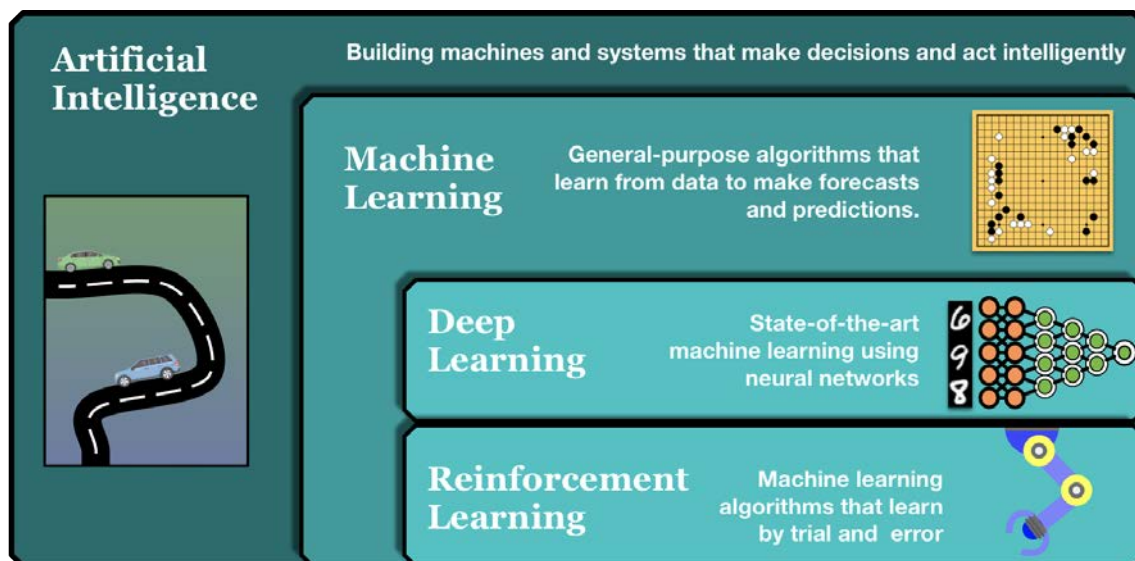 Artificial
Intelligence
Building machines and systems that make decisions and act intelligently
Machine
Learning
General-purpose algorithms that
learn from data to make forecasts
and predictions.
Deep
Learning
State-of-the-art
machine learning using
neural networks
6
9
8
Reinforcement
Learning
Machine learning
algorithms that learn
by trial and error